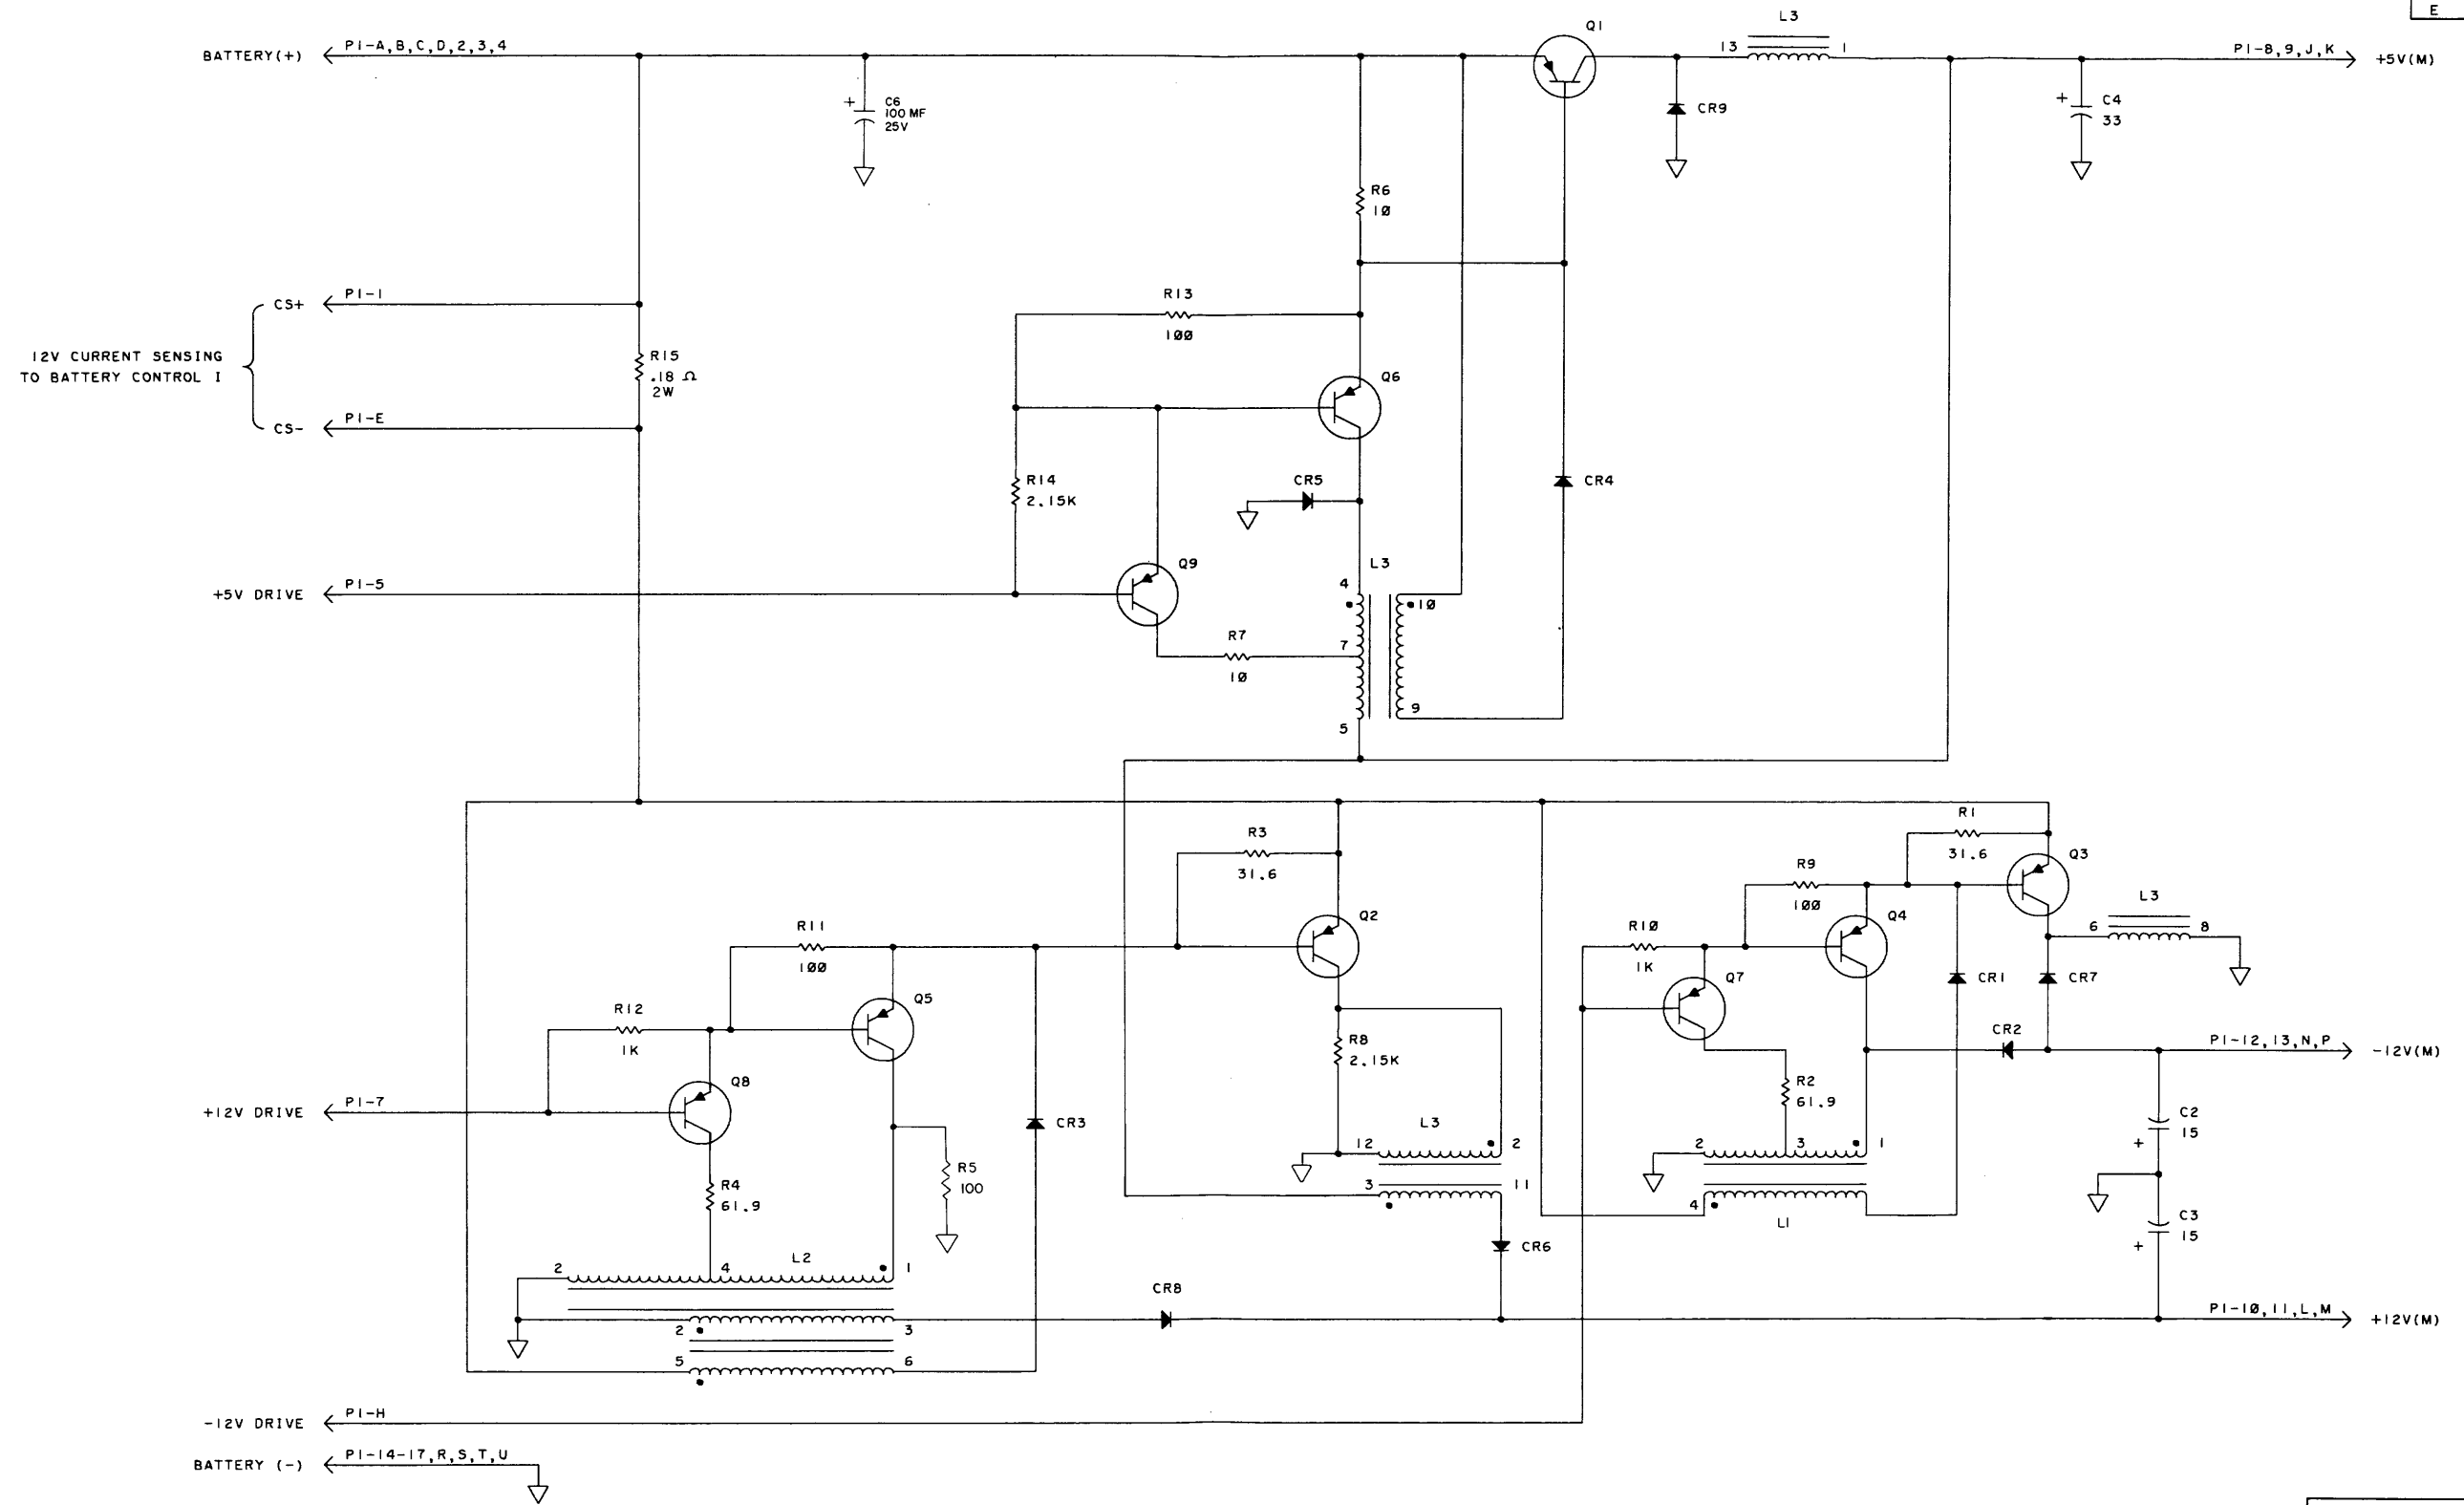 E
BATTERY(+)
P1-A,B,C,D,2,3,4
Q1
L3
13
1
P1-8,9,J,K
+5V(M)
+
C6
100 MF
25V
CR9
+
C4
33
R6
10
12V CURRENT SENSING
TO BATTERY CONTROL I
CS+
P1-1
CS-
P1-E
R15
.18 Ω
2W
R13
100
Q6
R14
2.15K
CR5
CR4
+5V DRIVE
P1-5
Q9
R7
10
L3
4
7
5
10
9
R3
31.6
R1
31.6
Q3
R9
100
Q4
L3
6
8
R11
100
Q2
R10
1K
Q7
CR1
CR7
R12
1K
Q5
R8
2.15K
CR2
P1-12,13,N,P
-12V(M)
+12V DRIVE
P1-7
Q8
CR3
R2
61.9
C2
15
+
L3
12
2
3
11
2
3
1
4
L1
R4
61.9
R5
100
CR6
C3
15
+
L2
2
4
1
2
3
5
6
CR8
P1-10,11,L,M
+12V(M)
-12V DRIVE
P1-H
BATTERY (-)
P1-14-17,R,S,T,U